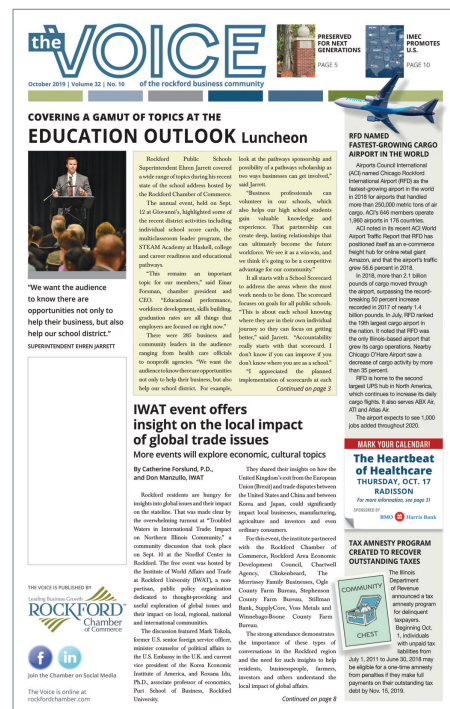 the VOICE
of the rockford business community
October 2019 | Volume 32 | No. 10
PRESERVED
FOR NEXT
GENERATIONS
PAGE 5
IMEC
PROMOTES
U.S.
PAGE 10
COVERING A GAMUT OF TOPICS AT THE
EDUCATION OUTLOOK Luncheon
"We want the audience
to know there are
opportunities not only to
help their business, but also
help our school district."
SUPERINTENDENT EHREN JARRETT
Rockford Public Schools
Superintendent Ehren Jarrett covered
a wide range of topics during his recent
state of the school address hosted by
the Rockford Chamber of Commerce.
The annual event, held on Sept.
12 at Giovanni's, highlighted some of
the recent district activities including
individual school score cards, the
multiclassroom leader program, the
STEAM Academy at Haskell, college
and career readiness and educational
pathways.
"This remains an important
topic for our members," said Einar
Forsman, chamber president and
CEO. "Educational performance,
workforce development, skills building,
graduation rates are all things that
employers are focused on right now."
There were 285 business and
community leaders in the audience
ranging from health care officials
to nonprofit agencies. "We want the
audience to know there are opportunities
not only to help their business, but also
help our school district. For example,
look at the pathways sponsorship and
possibility of a pathways scholarship as
two ways businesses can get involved,"
said Jarrett.
"Business professionals can
volunteer in our schools, which
also helps our high school students
gain valuable knowledge and
experience. That partnership can
create deep, lasting relationships that
can ultimately become the future
workforce. We see it as a win-win, and
we think it's going to be a competitive
advantage for our community."
It all starts with a School Scorecard
to address the areas where the most
work needs to be done. The scorecard
focuses on goals for all public schools.
"This is about each school knowing
where they are in their own individual
journey so they can focus on getting
better," said Jarrett. "Accountability
really starts with that scorecard. I
don't know if you can improve if you
don't know where you are as a school."
"I appreciated the planned
implementation of scorecards at each
Continued on page 3
IWAT event offers
insight on the local impact
of global trade issues
More events will explore economic, cultural topics
By Catherine Forslund, P.D.,
and Don Manzullo, IWAT
Rockford residents are hungry for
insights into global issues and their impact
on the stateline. That was made clear by
the overwhelming turnout at "Troubled
Waters in International Trade: Impact
on Northern Illinois Community," a
community discussion that took place
on Sept. 10 at the Nordlof Center in
Rockford. The free event was hosted by
the Institute of World Affairs and Trade
at Rockford University (IWAT), a non-
partisan, public policy organization
dedicated to thought-provoking and
useful exploration of global issues and
their impact on local, regional, national
and international communities.
The discussion featured Mark Tokola,
former U.S. senior foreign service officer,
minister counselor of political affairs to
the U.S. Embassy in the U.K. and current
vice president of the Korea Economic
Institute of America, and Roxana Idu,
Ph.D., associate professor of economics,
Puri School of Business, Rockford
University.
They shared their insights on how the
United Kingdom's exit from the European
Union (Brexit) and trade disputes between
the United States and China and between
Korea and Japan, could significantly
impact local businesses, manufacturing,
agriculture and investors and even
ordinary consumers.
For this event, the institute partnered
with the Rockford Chamber of
Commerce, Rockford Area Economic
Development Council, Chartwell
Agency, Clinkenbeard, The
Morrissey Family Businesses, Ogle
County Farm Bureau, Stephenson
County Farm Bureau, Stillman
Bank, SupplyCore, Voss Metals and
Winnebago-Boone County Farm
Bureau.
The strong attendance demonstrates
the importance of these types of
conversations in the Rockford region
and the need for such insights to help
residents, businesspeople, farmers,
investors and others understand the
local impact of global affairs.
Continued on page 8
RFD NAMED
FASTEST-GROWING CARGO
AIRPORT IN THE WORLD
Airports Council International
(ACI) named Chicago Rockford
International Airport (RFD) as the
fastest-growing airport in the world
in 2018 for airports that handled
more than 250,000 metric tons of air
cargo. ACI's 646 members operate
1,960 airports in 176 countries.
ACI noted in its recent ACI World
Airport Traffic Report that RFD has
positioned itself as an e-commerce
freight hub for online retail giant
Amazon, and that the airport's traffic
grew 56.6 percent in 2018.
In 2018, more than 2.1 billion
pounds of cargo moved through
the airport, surpassing the record-
breaking 50 percent increase
recorded in 2017 of nearly 1.4
billion pounds. In July, RFD ranked
the 19th largest cargo airport in
the nation. It noted that RFD was
the only Illinois-based airport that
grew its cargo operations. Nearby
Chicago O'Hare Airport saw a
decrease of cargo activity by more
than 35 percent.
RFD is home to the second
largest UPS hub in North America,
which continues to increase its daily
cargo flights. It also serves ABX Air,
ATI and Atlas Air.
The airport expects to see 1,000
jobs added throughout 2020.
MARK YOUR CALENDAR!
The Heartbeat
of Healthcare
THURSDAY, OCT. 17
RADISSON
For more information, see page 31
SPONSORED BY
BMO Harris Bank
TAX AMNESTY PROGRAM
CREATED TO RECOVER
OUTSTANDING TAXES
COMMUNITY
CHEST
The Illinois
Department
of Revenue
announced a tax
amnesty program
for delinquent
taxpayers.
Beginning Oct.
1, individuals
with unpaid tax
liabilities from
July 1, 2011 to June 30, 2018 may
be eligible for a one-time amnesty
from penalties if they make full
payments on their outstanding tax
debt by Nov. 15, 2019.
THE VOICE IS PUBLISHED BY
Leading Business Growth
ROCKFORD
Chamber
of Commerce
f
in
Join the Chamber on Social Media
The Voice is online at
rockfordchamber.com